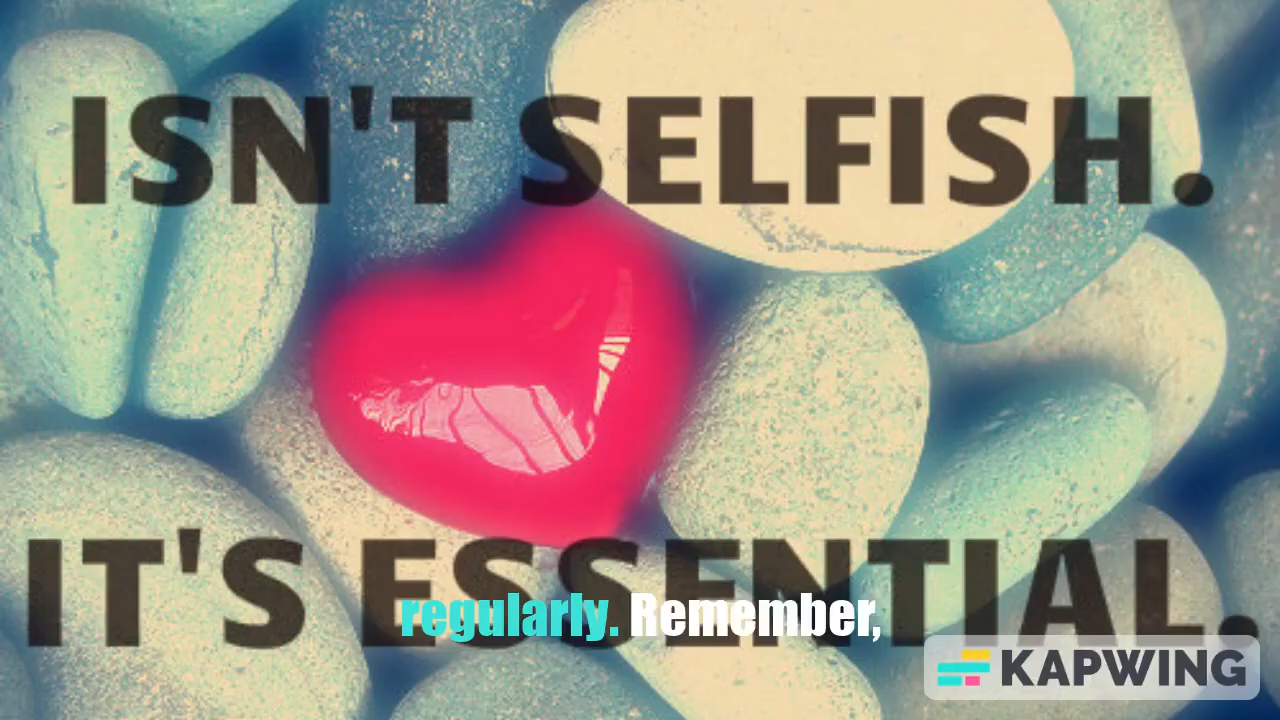 ISN'T SELFISH.
IT'S ESSENTIAL.
regularly. Remember,
KAPWING